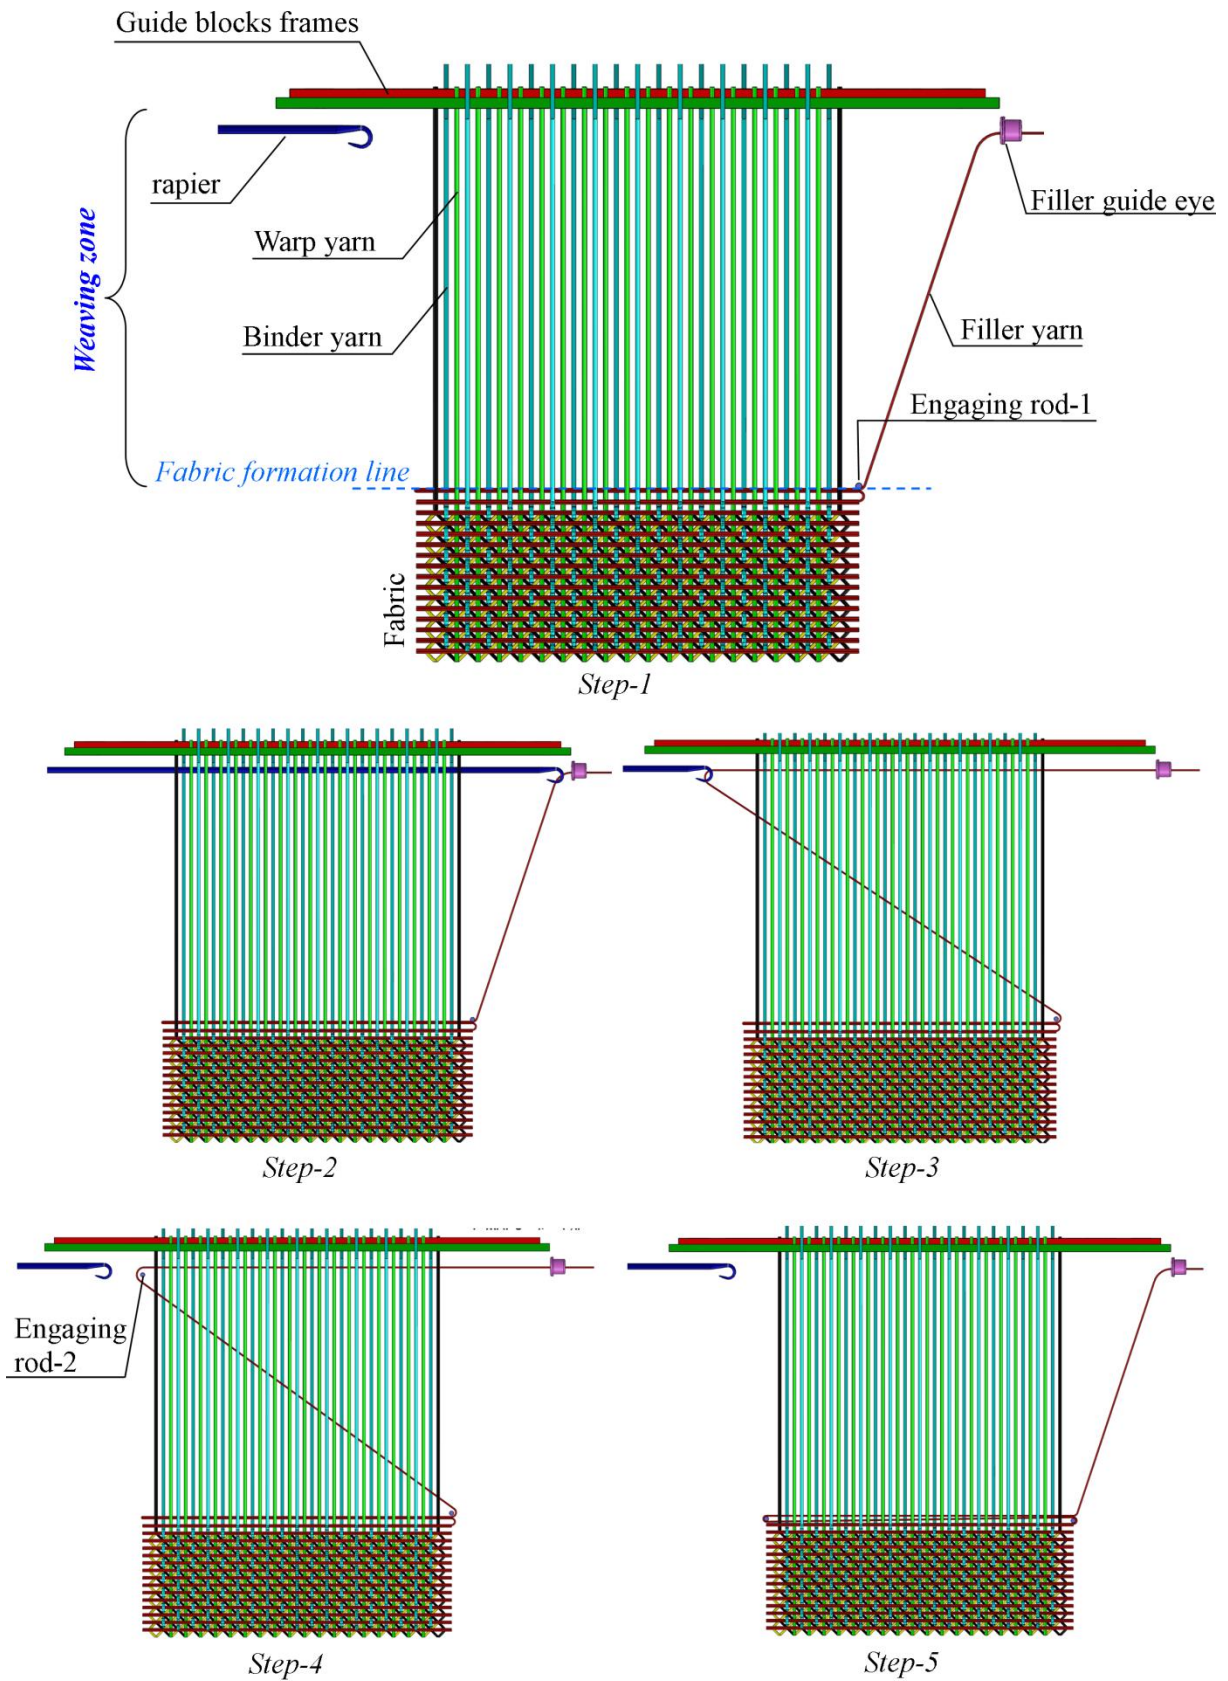 Guide blocks frames
rapier
Filler guide eye
Warp yarn
Weaving zone
Binder yarn
Filler yarn
Engaging rod-1
Fabric formation line
Fabric
Step-1
Step-2
Step-3
Engaging
rod-2
Step-4
Step-5